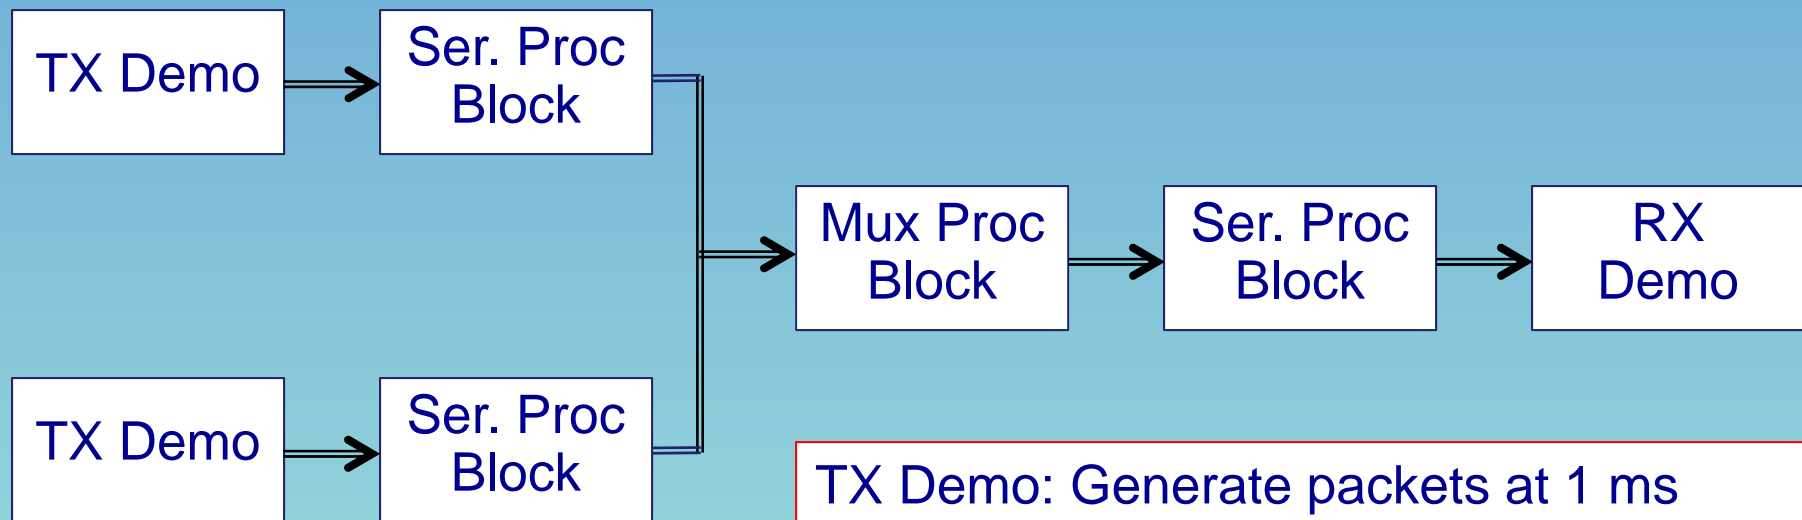 TX Demo
Ser. Proc
Block
Mux Proc
Block
Ser. Proc
Block
RX
Demo
TX Demo
Ser. Proc
Block
TX Demo: Generate packets at 1 ms